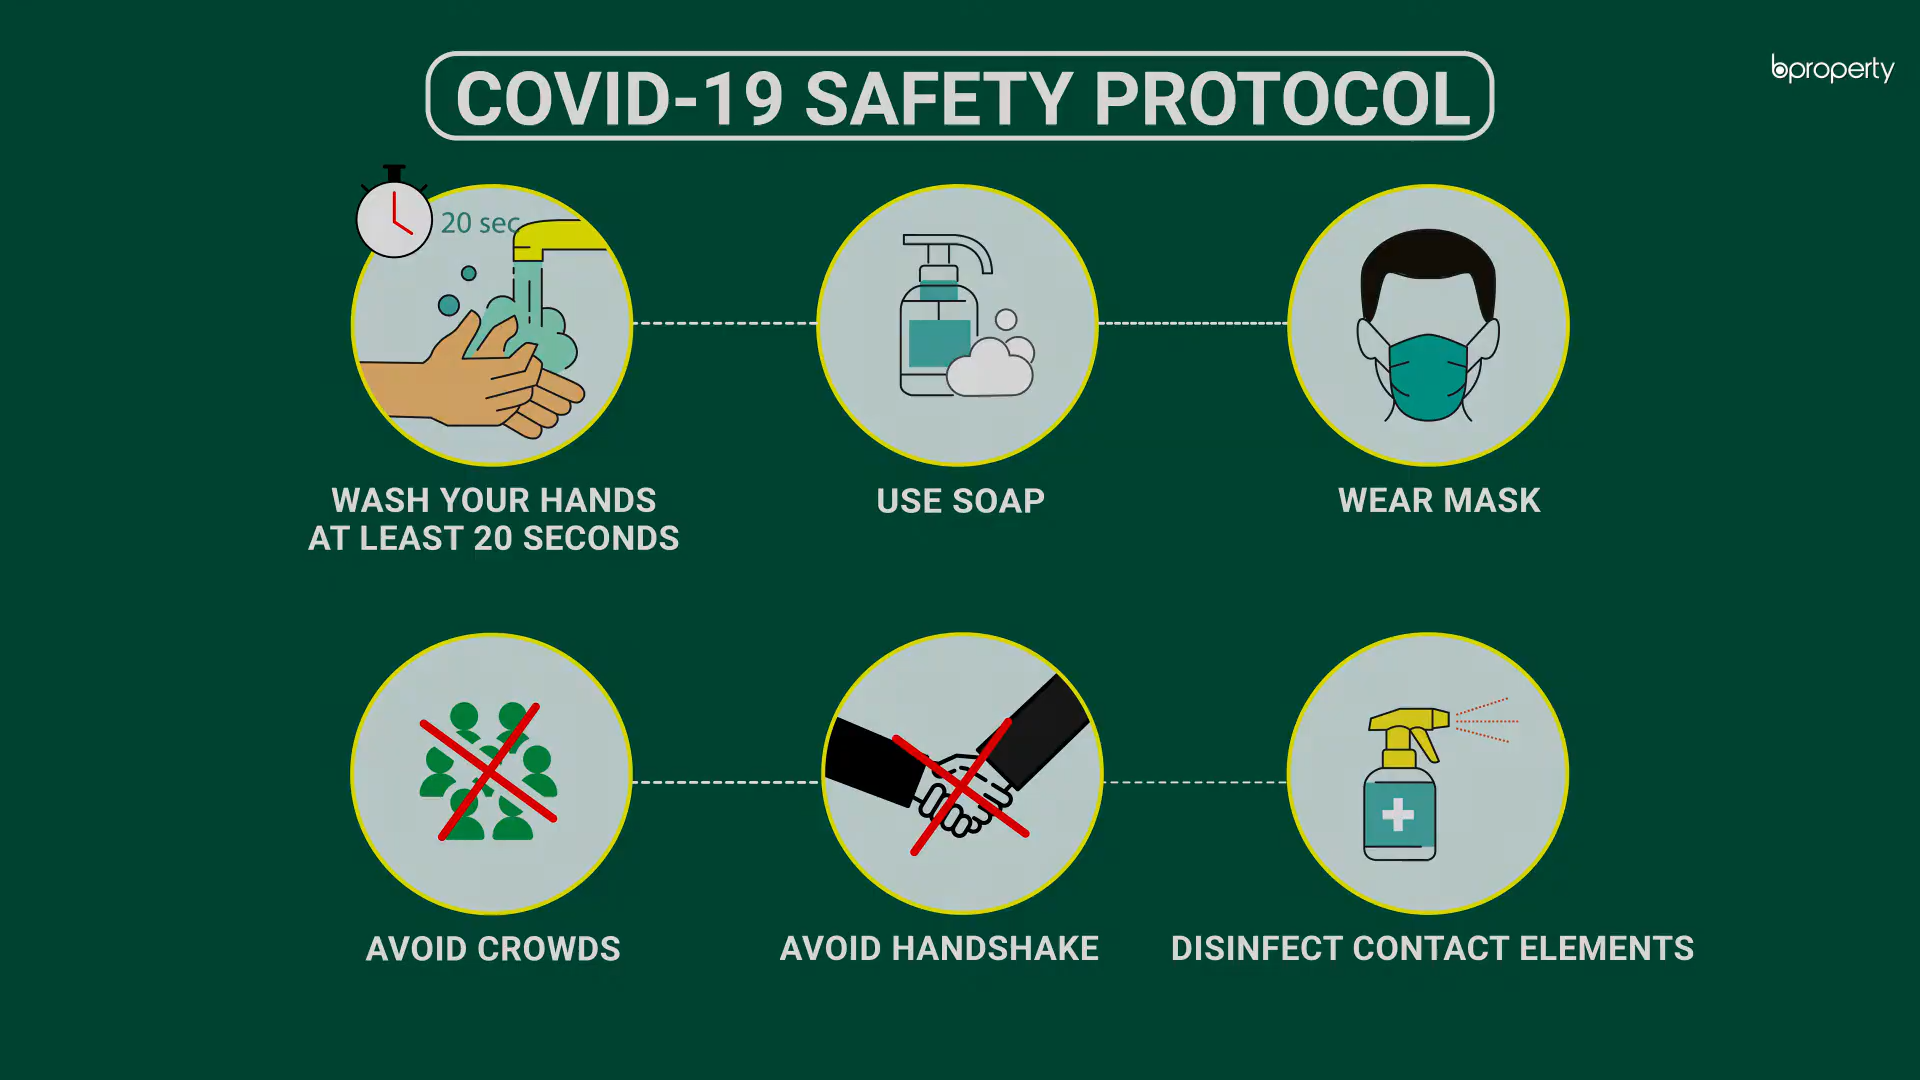 COVID-19 SAFETY PROTOCOL
bproperty
20 sec
WASH YOUR HANDS
AT LEAST 20 SECONDS
USE SOAP
WEAR MASK
AVOID CROWDS
AVOID HANDSHAKE
DISINFECT CONTACT ELEMENTS